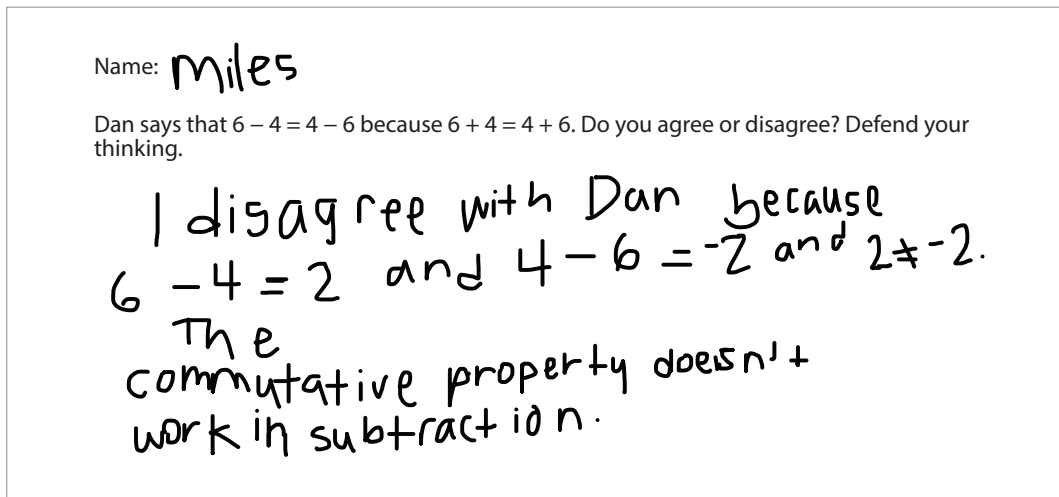 Name: Miles
Dan says that 6 – 4 = 4 – 6 because 6 + 4 = 4 + 6. Do you agree or disagree? Defend your
thinking.
I disagree with Dan because
6 - 4 = 2 and 4 - 6 = -2 and 2 ≠ -2.
The
commutative property doesn't
work in subtraction.